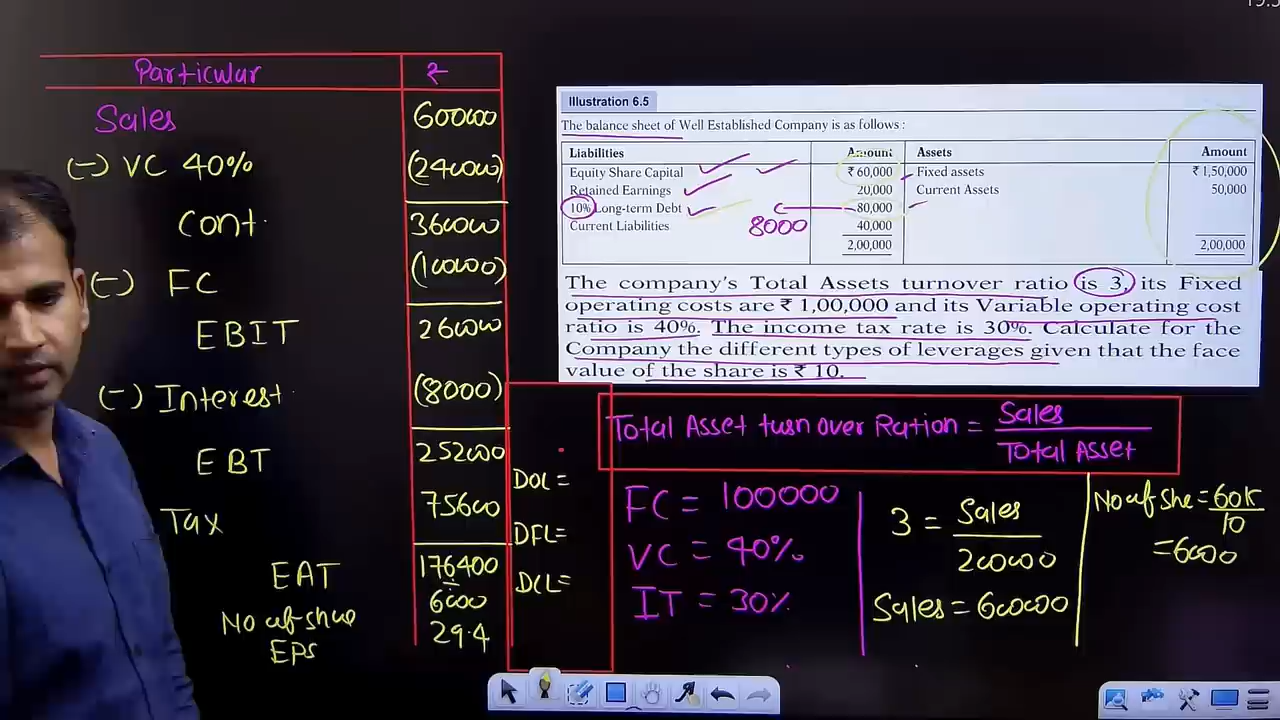 19.5
Particular ₹
Sales 600000
(-) VC 40% (240000)
Cont. 360000
(-) FC (100000)
EBIT 260000
(-) Interest (8000)
EBT 252000
Tax 75600
EAT 176400
No of share 6000
EPS 29.4
DOL =
DFL =
DCL =
Illustration 6.5
The balance sheet of Well Established Company is as follows :
Liabilities Amount Assets Amount
Equity Share Capital ₹ 60,000 Fixed assets ₹ 1,50,000
Retained Earnings 20,000 Current Assets 50,000
10% Long-term Debt 80,000
8000
Current Liabilities 40,000
2,00,000 2,00,000
The company's Total Assets turnover ratio is 3, its Fixed
operating costs are ₹ 1,00,000 and its Variable operating cost
ratio is 40%. The income tax rate is 30%. Calculate for the
Company the different types of leverages given that the face
value of the share is ₹ 10.
Total Asset turn over Ration = Sales
Total Asset
FC = 100000
VC = 40%
IT = 30%
3 = Sales
200000
Sales = 600000
No of She = 60k
10
= 6000